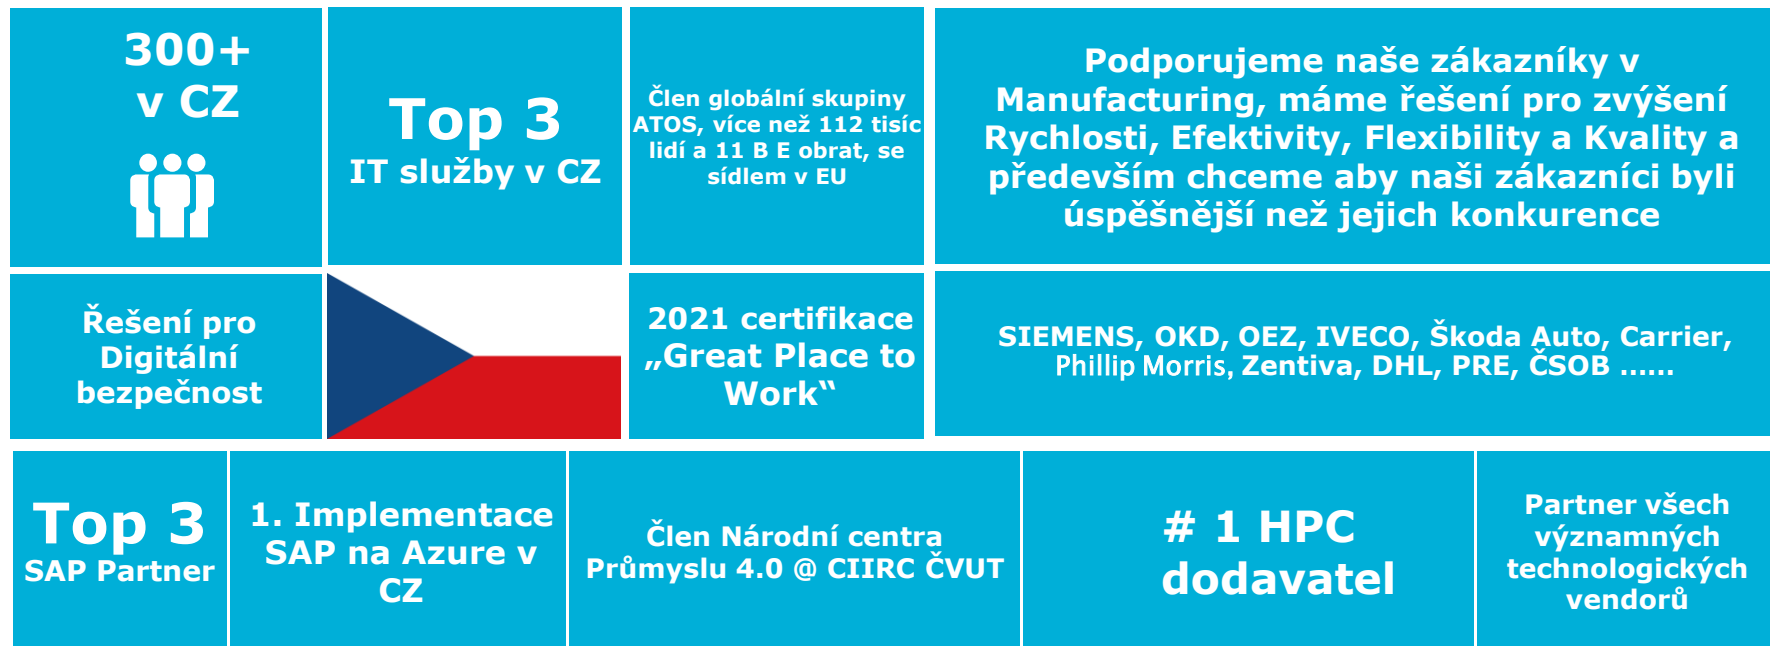 300+
v CZ
Top 3
IT služby v CZ
Člen globální skupiny
ATOS, více než 112 tisíc
lidí a 11 B E obrat, se
sídlem v EU
Podporujeme naše zákazníky v
Manufacturing, máme řešení pro zvýšení
Rychlosti, Efektivity, Flexibility a Kvality a
především chceme aby naši zákazníci byli
úspěšnější než jejich konkurence
Řešení pro
Digitální
bezpečnost
2021 certifikace
„Great Place to
Work“
SIEMENS, OKD, OEZ, IVECO, Škoda Auto, Carrier,
Phillip Morris, Zentiva, DHL, PRE, ČSOB ......
Top 3
SAP Partner
1. Implementace
SAP na Azure v
CZ
Člen Národní centra
Průmyslu 4.0 @ CIIRC ČVUT
# 1 HPC
dodavatel
Partner všech
významných
technologických
vendorů